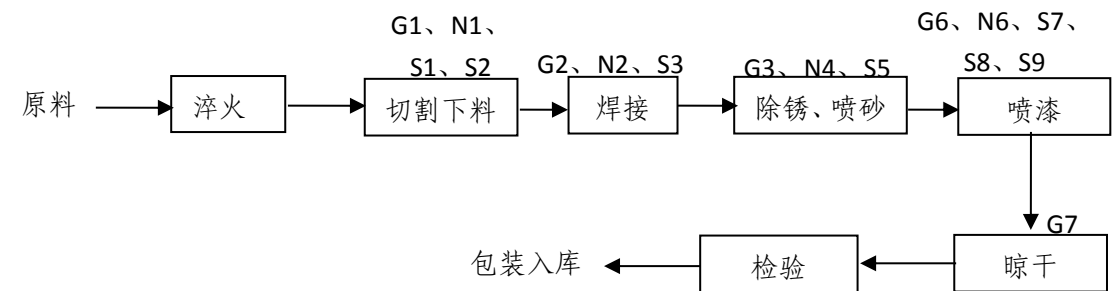 G1、N1、
S1、S2
G2、N2、S3
G3、N4、S5
G6、N6、S7、
S8、S9
原料
淬火
切割下料
焊接
除锈、喷砂
喷漆
G7
包装入库
检验
晾干